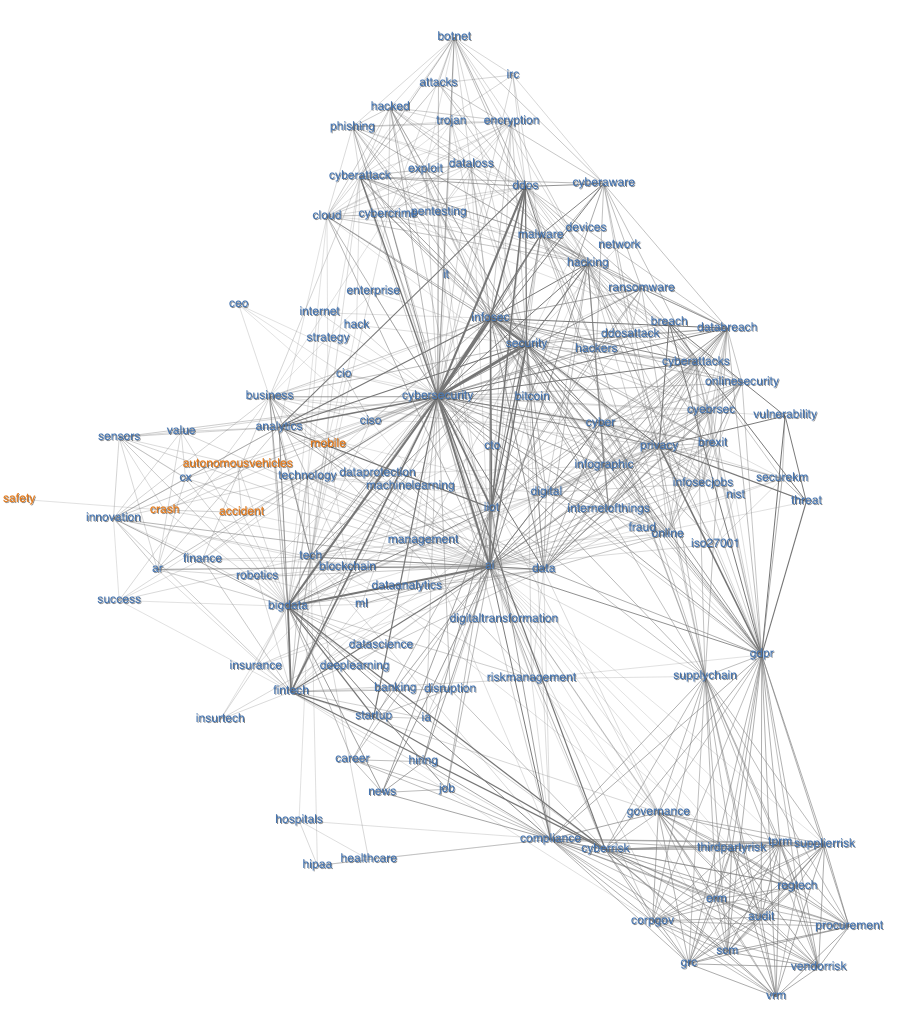 botnet
irc
attacks
hacked
trojan
encryption
phishing
dataloss
exploit
cyberattack
ddos
cyberaware
cloud
cybercrime
pentesting
devices
malware
network
hacking
it
enterprise
ransomware
ceo
internet
infosec
breach
hack
databreach
strategy
ddosattack
security
hackers
cyberattacks
cio
onlinesecurity
business
cybersecurity
bitcoin
cybersec
vulnerability
ciso
cyber
analytics
value
sensors
mobile
brexit
privacy
autonomousvehicles
infographic
dataprotection
technology
ox
securekm
infosecjobs
machinelearning
digital
nist
safety
threat
crash
accident
iot
internetofthings
innovation
fraud
online
management
iso27001
tech
finance
blockchain
ar
data
robotics
dataanalytics
success
ml
bigdata
digitaltransformation
datascience
gdpr
insurance
deeplearning
supplychain
riskmanagement
banking
disruption
fintech
startup
ia
insurtech
career
hiring
job
news
governance
hospitals
compliance
tprm
supplierrisk
thirdpartyrisk
cyberrisk
healthcare
hipaa
regtech
erm
audit
corpgov
procurement
scm
grc
vendorrisk
vrm